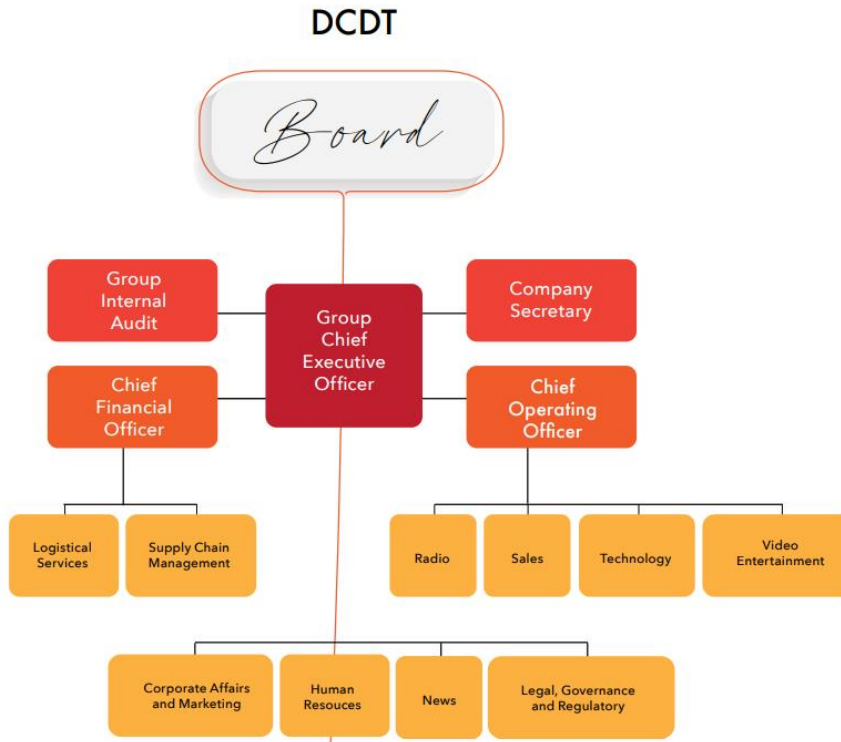 DCDT
Board
Group
Internal
Audit
Group
Chief
Executive
Officer
Company
Secretary
Chief
Financial
Officer
Chief
Operating
Officer
Logistical
Services
Supply Chain
Management
Radio
Sales
Technology
Video
Entertainment
Corporate Affairs
and Marketing
Human
Resouces
News
Legal, Governance
and Regulatory